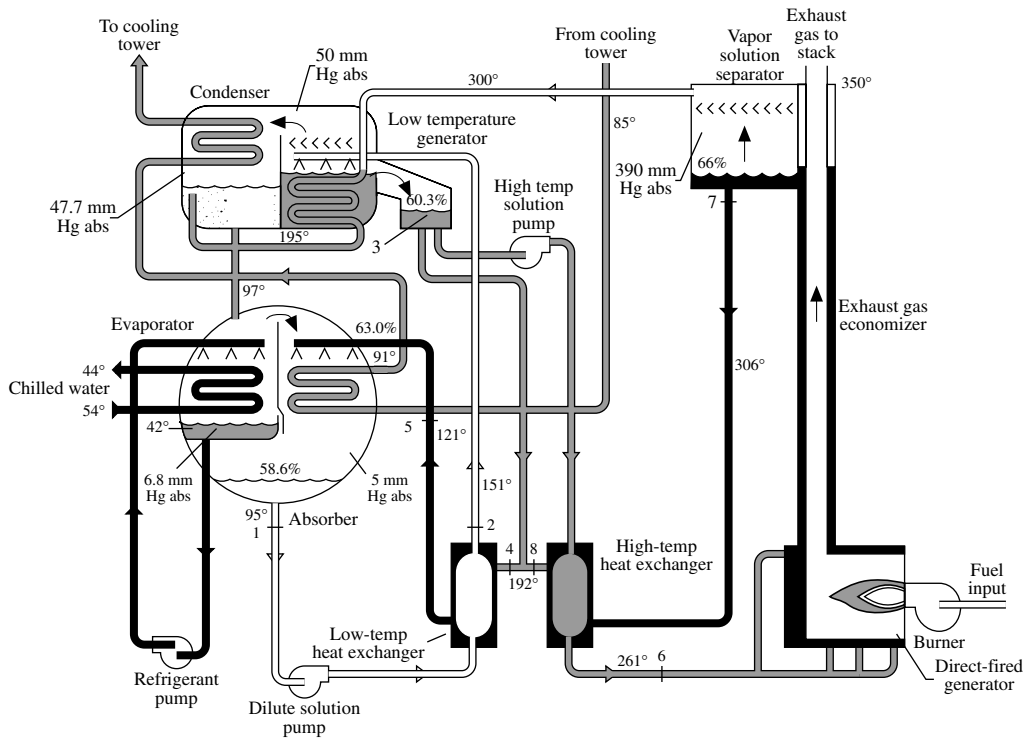 To cooling
tower
50 mm
Hg abs
Condenser
From cooling
tower
Vapor
solution
separator
Exhaust
gas to
stack
300°
350°
Low temperature
generator
85°
390 mm
Hg abs
66%
47.7 mm
Hg abs
60.3%
High temp
solution
pump
7
195°
3
97°
Evaporator
63.0%
91°
Exhaust gas
economizer
44°
Chilled water
54°
306°
42°
5
121°
6.8 mm
Hg abs
58.6%
5 mm
Hg abs
151°
95°
1
Absorber
2
4
8
192°
High-temp
heat exchanger
Fuel
input
Low-temp
heat exchanger
261°
6
Burner
Refrigerant
pump
Direct-fired
generator
Dilute solution
pump